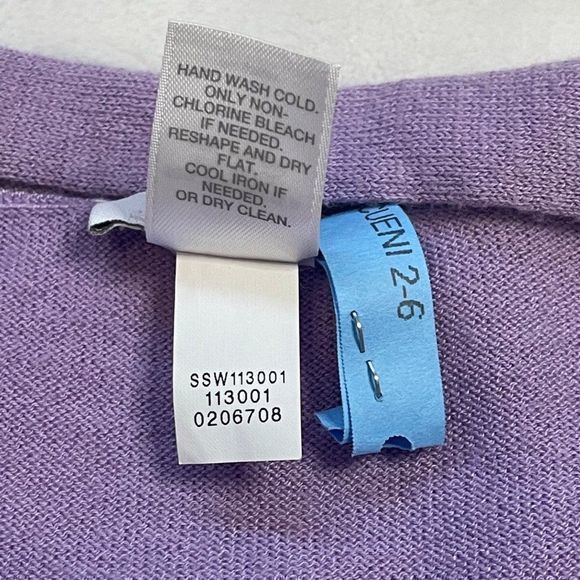 HAND WASH COLD.
ONLY NON-
CHLORINE BLEACH
IF NEEDED.
RESHAPE AND DRY
FLAT.
COOL IRON IF
NEEDED.
OR DRY CLEAN.
SSW113001
113001
0206708
2-6